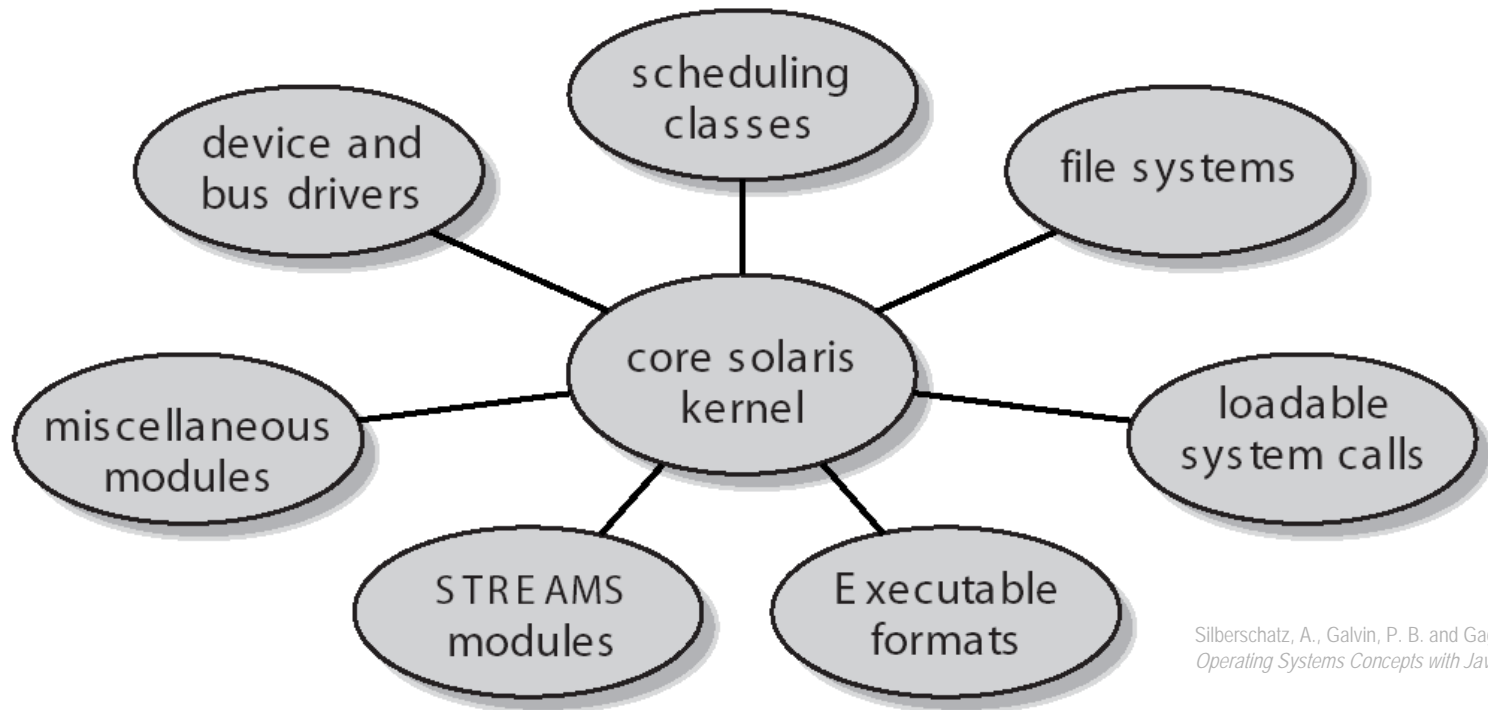 scheduling
classes
device and
bus drivers
file systems
core solaris
kernel
loadable
system calls
miscellaneous
modules
STREAMS
modules
Executable
formats
Silberschatz, A., Galvin, P. B. and
Operating Systems Concepts with